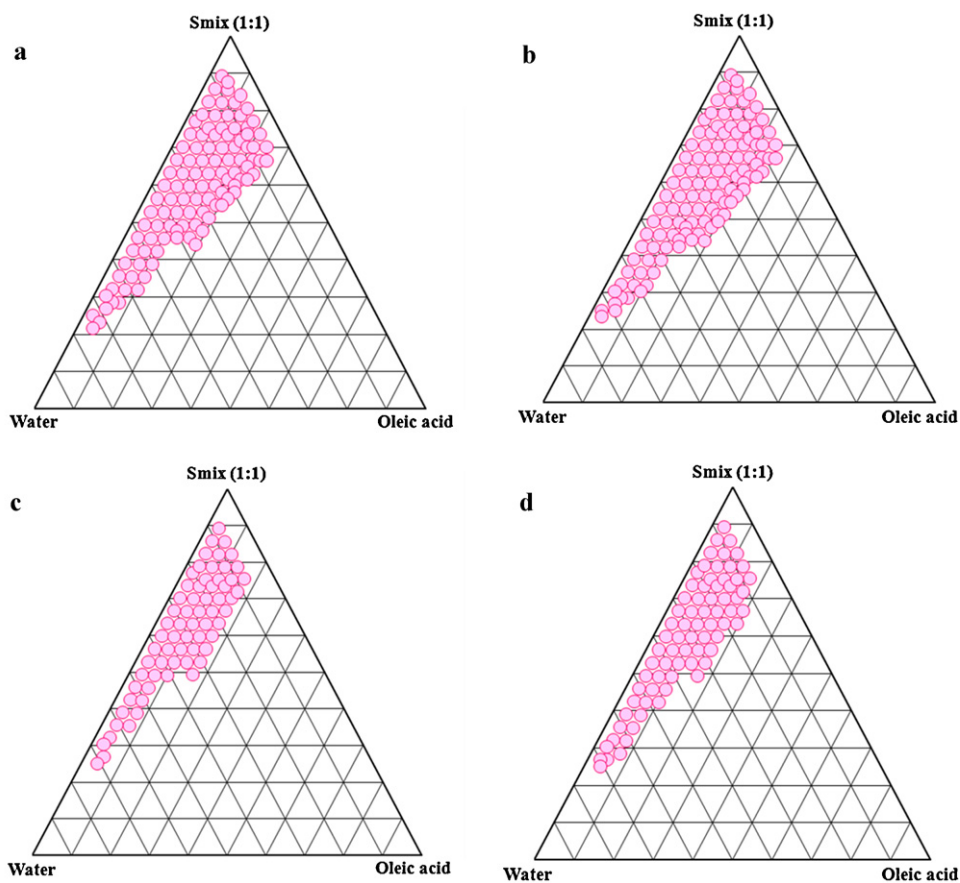 a
Smix (1:1)
Water
Oleic acid
b
Smix (1:1)
Water
Oleic acid
c
Smix (1:1)
Water
Oleic acid
d
Smix (1:1)
Water
Oleic acid